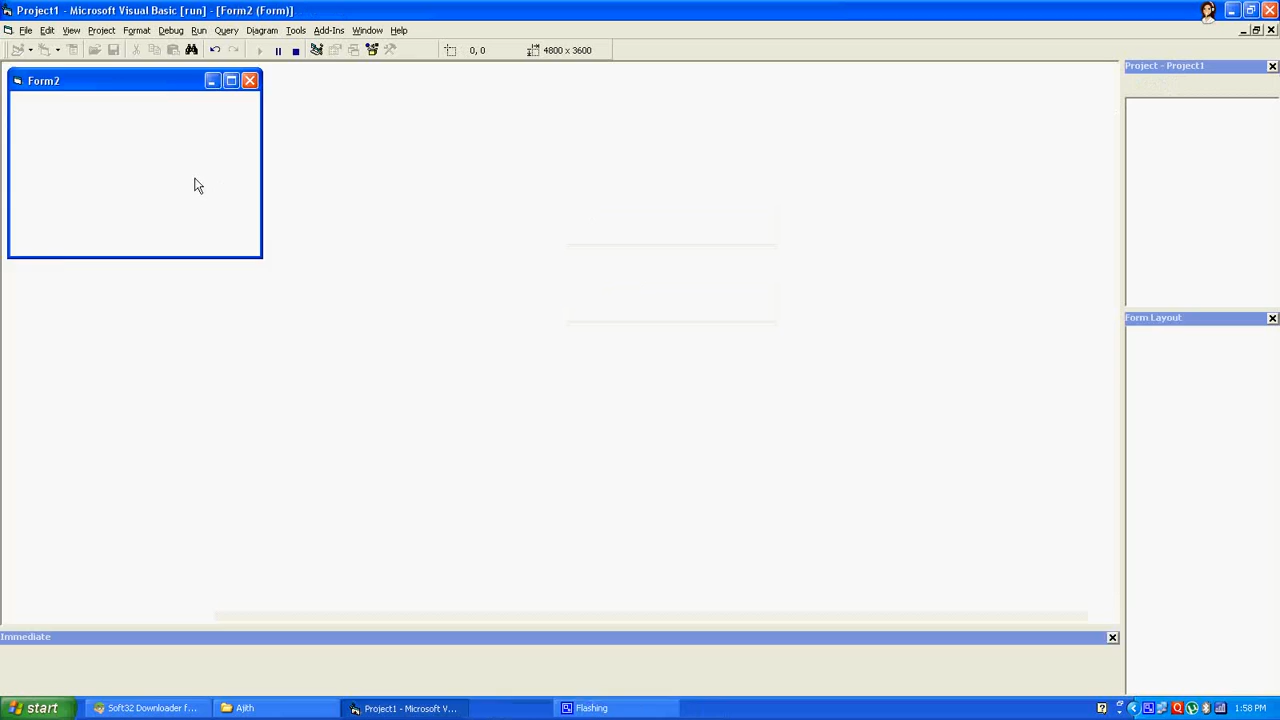 Project1 - Microsoft Visual Basic [run] - [Form2 (Form)]
File Edit View Project Format Debug Run Query Diagram Tools Add-Ins Window Help
0, 0 4800 x 3600
Project - Project1
Form2
Form Layout
Immediate
start Soft32 Downloader f... Ajith Project1 - Microsoft V... Flashing 1:58 PM